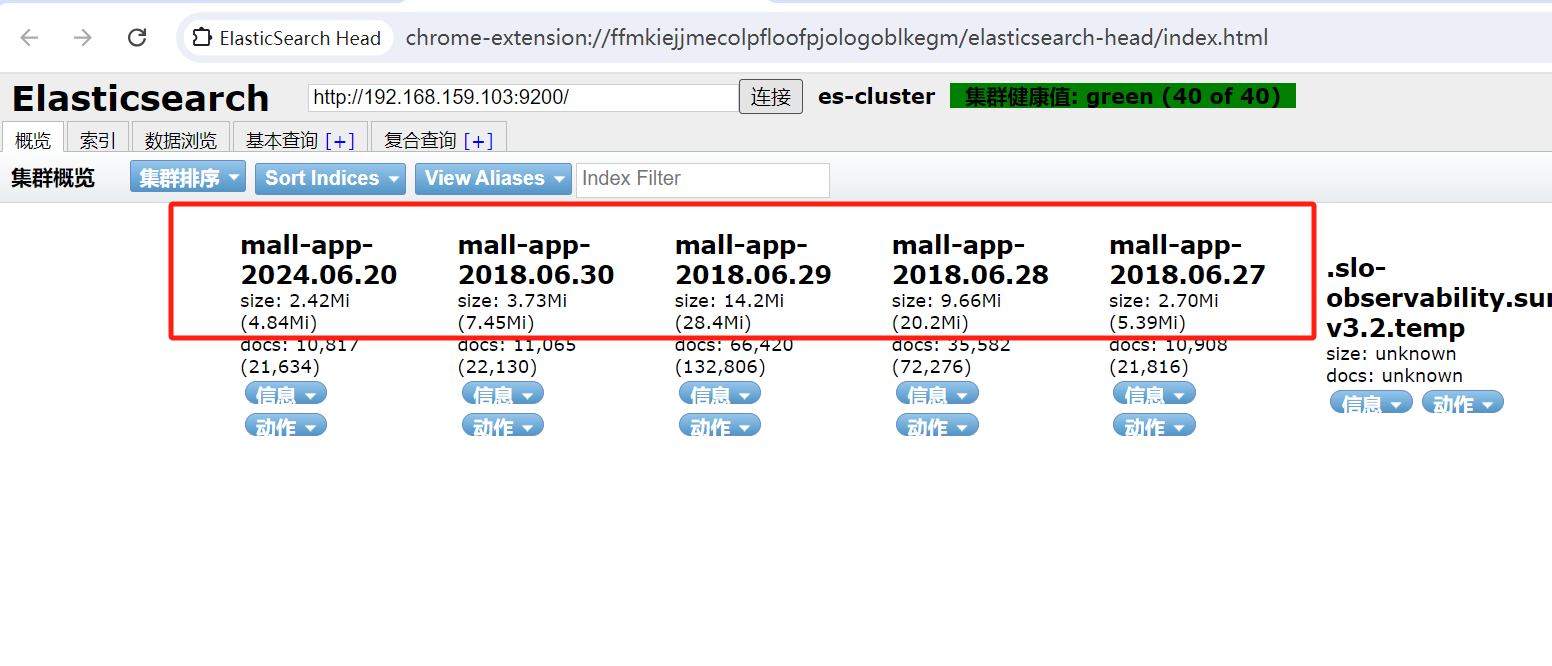 ElasticSearch Head chrome-extension://ffmkiejjmecolpfloofpjologoblkegm/elasticsearch-head/index.html
Elasticsearch http://192.168.159.103:9200/ 连接 es-cluster 集群健康值: green (40 of 40)
概览 索引 数据浏览 基本查询 [+] 复合查询 [+]
集群概览 集群排序 Sort Indices View Aliases Index Filter
mall-app-
2024.06.20
size: 2.42Mi
(4.84Mi)
docs: 10,817
(21,634)
信息
动作
mall-app-
2018.06.30
size: 3.73Mi
(7.45Mi)
docs: 11,065
(22,130)
信息
动作
mall-app-
2018.06.29
size: 14.2Mi
(28.4Mi)
docs: 66,420
(132,806)
信息
动作
mall-app-
2018.06.28
size: 9.66Mi
(20.2Mi)
docs: 35,582
(72,276)
信息
动作
mall-app-
2018.06.27
size: 2.70Mi
(5.39Mi)
docs: 10,908
(21,816)
信息
动作
.slo-
observability.sum
v3.2.temp
size: unknown
docs: unknown
信息 动作